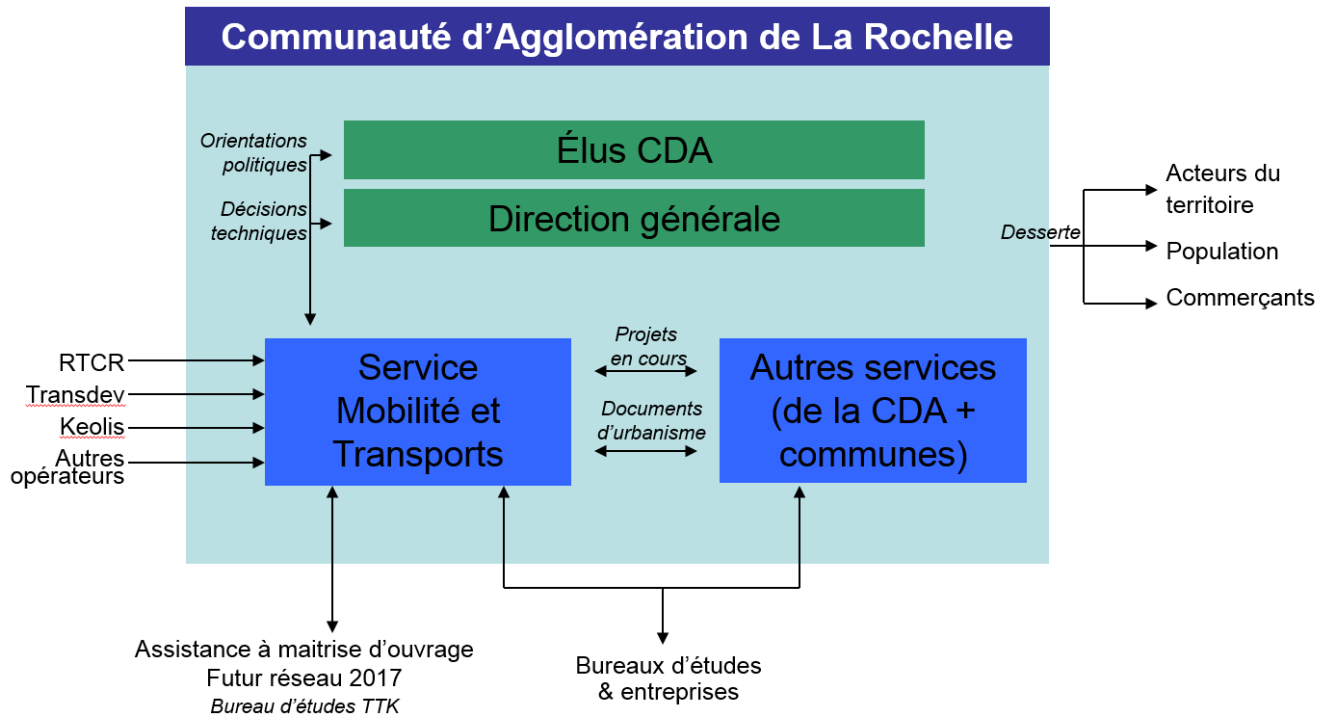 Communauté d’Agglomération de La Rochelle
Orientations
politiques
Élus CDA
Décisions
techniques
Direction générale
Desserte
Acteurs du
territoire
Population
Commerçants
RTCR
Transdev
Keolis
Autres
opérateurs
Service
Mobilité et
Transports
Projets
en cours
Documents
d’urbanisme
Autres services
(de la CDA +
communes)
Assistance à maitrise d’ouvrage
Futur réseau 2017
Bureau d’études TTK
Bureaux d’études
& entreprises